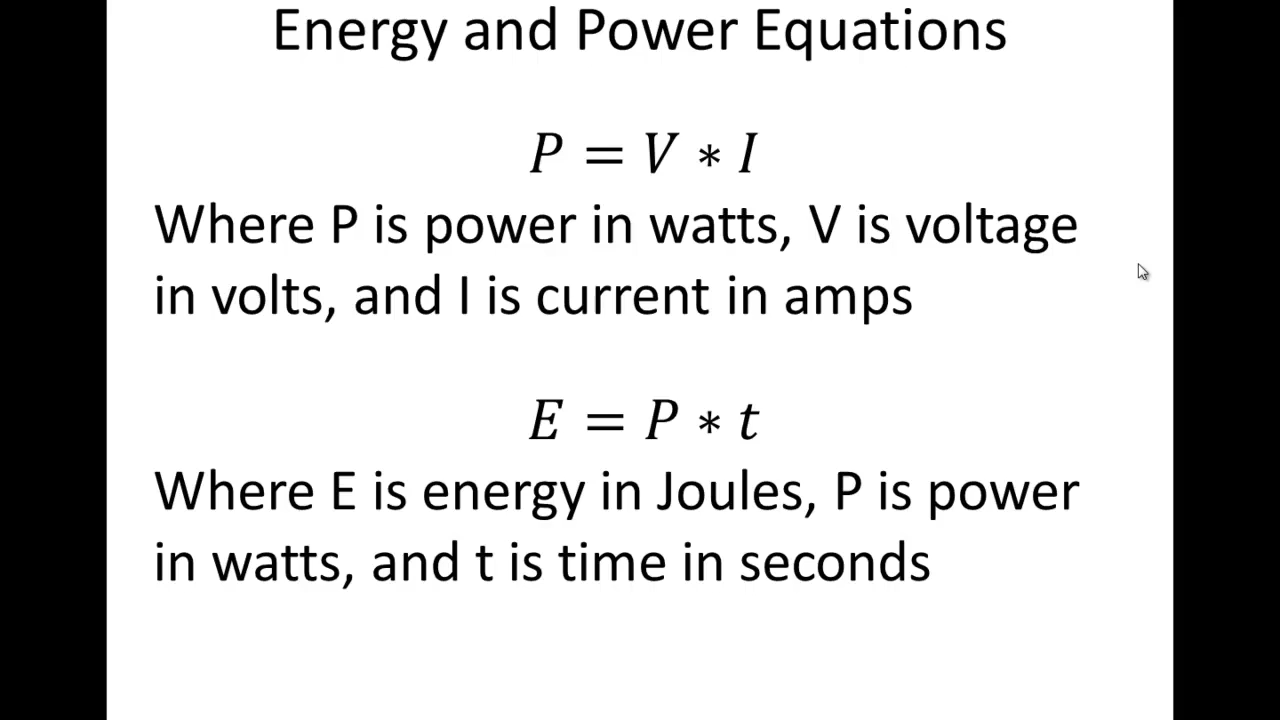 Energy and Power Equations
P = V ∗ I
Where P is power in watts, V is voltage
in volts, and I is current in amps
E = P ∗ t
Where E is energy in Joules, P is power
in watts, and t is time in seconds